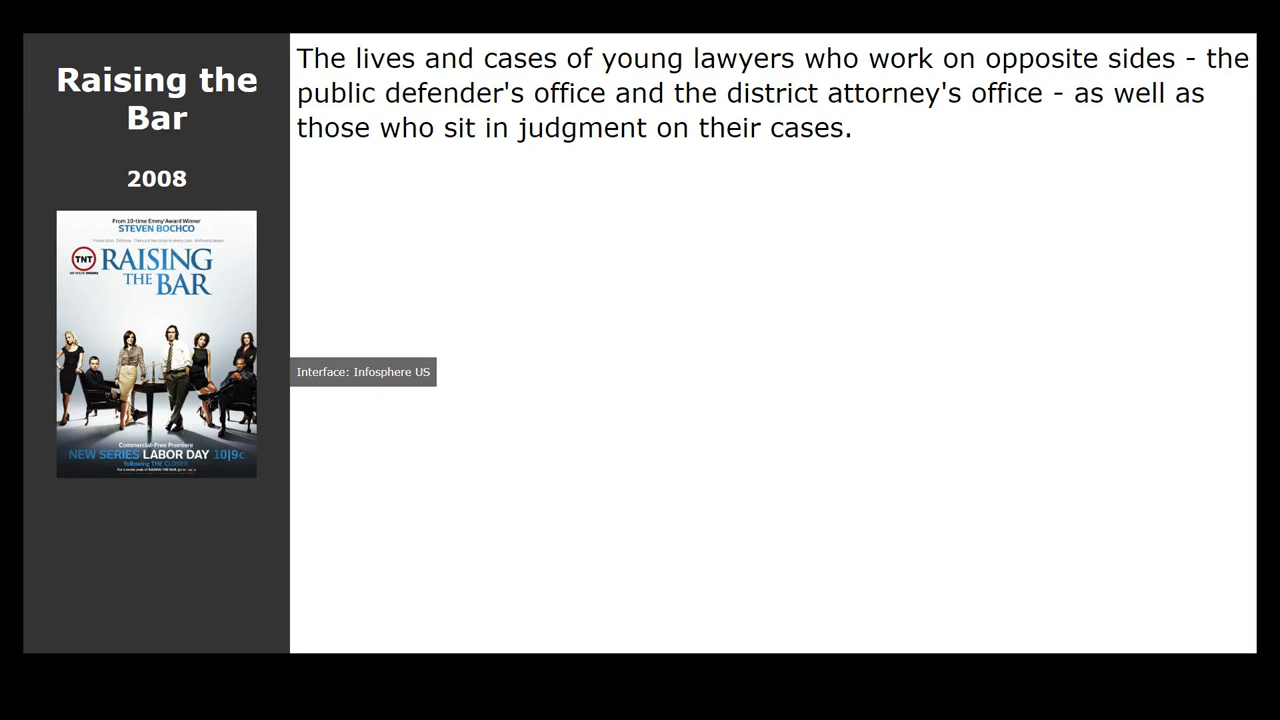 Raising the
Bar
2008
From 10-time Emmy Award Winner
STEVEN BOCHCO
TNT
RAISING
THE BAR
Commercial-Free Premiere
NEW SERIES LABOR DAY 10|9c
following THE CLOSER
The lives and cases of young lawyers who work on opposite sides - the
public defender's office and the district attorney's office - as well as
those who sit in judgment on their cases.
Interface: Infosphere US